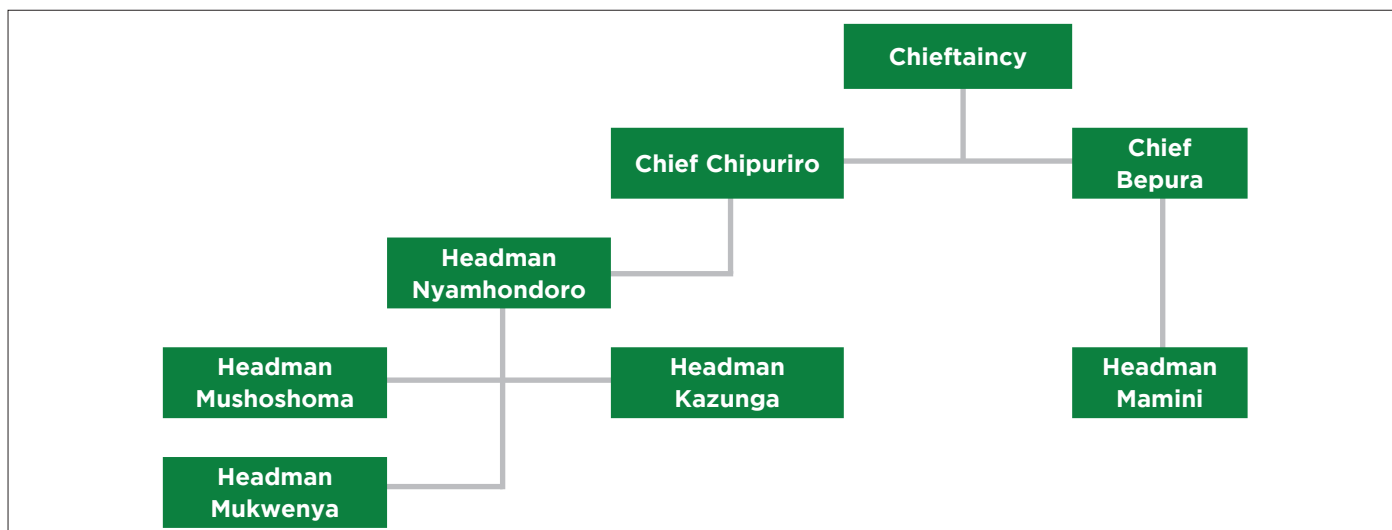 Chieftaincy
Chief Chipuriro
Chief
Bepura
Headman
Nyamhondoro
Headman
Mushoshoma
Headman
Kazunga
Headman
Mamini
Headman
Mukwenya